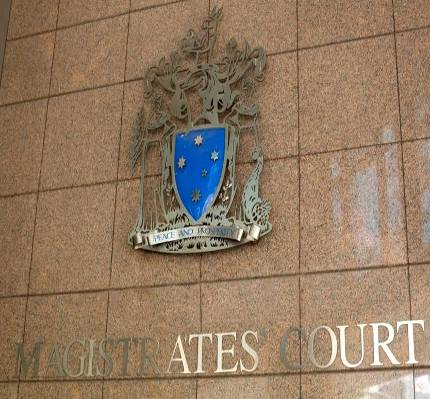 PEACE AND PROSPERITY
MAGISTRATES' COURT